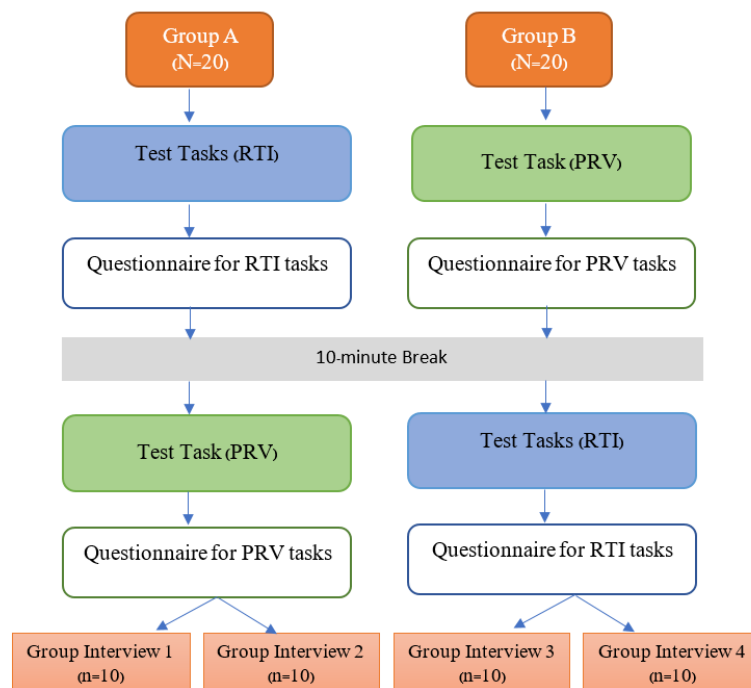 Group A
(N=20)
Group B
(N=20)
Test Tasks (RTI)
Test Task (PRV)
Questionnaire for RTI tasks
Questionnaire for PRV tasks
10-minute Break
Test Task (PRV)
Test Tasks (RTI)
Questionnaire for PRV tasks
Questionnaire for RTI tasks
Group Interview 1
(n=10)
Group Interview 2
(n=10)
Group Interview 3
(n=10)
Group Interview 4
(n=10)